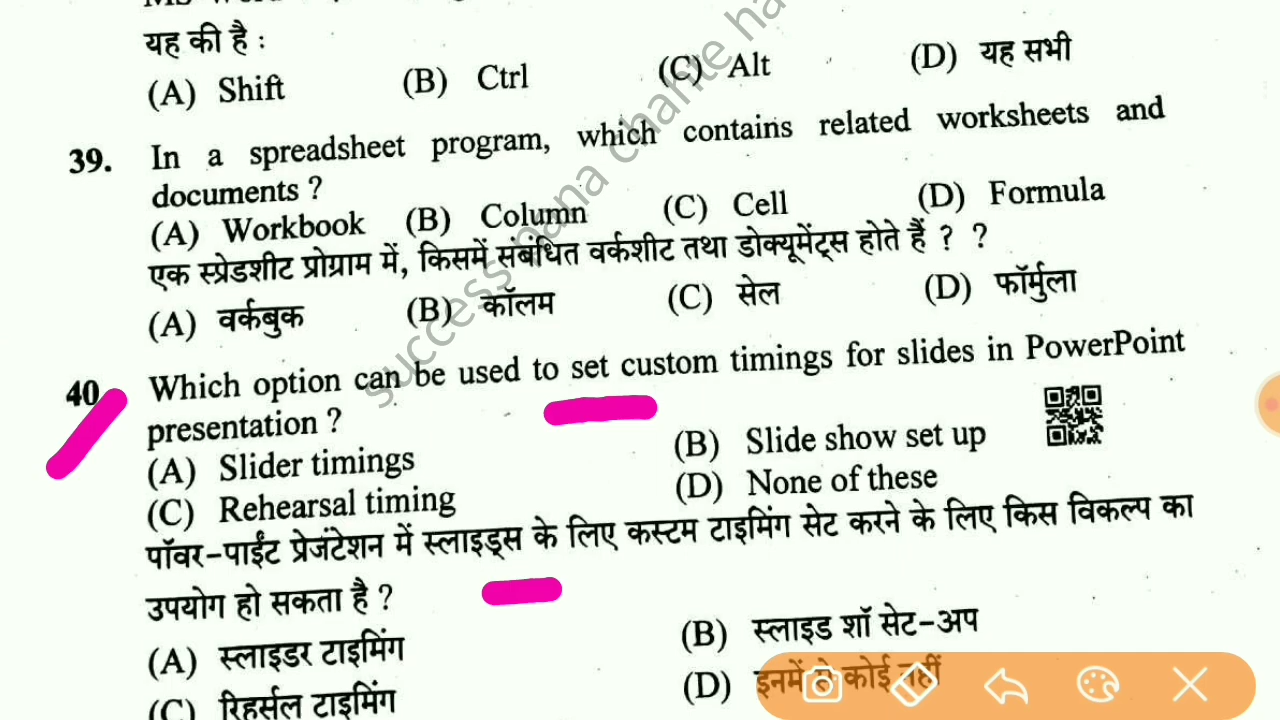 यह की है :
(A) Shift (B) Ctrl (C) Alt (D) यह सभी
39. In a spreadsheet program, which contains related worksheets and
documents ?
(A) Workbook (B) Column (C) Cell (D) Formula
एक स्प्रेडशीट प्रोग्राम में, किसमें संबंधित वर्कशीट तथा डोक्यूमेंट्स होते हैं ? ?
(A) वर्कबुक (B) कॉलम (C) सेल (D) फॉर्मुला
40. Which option can be used to set custom timings for slides in PowerPoint
presentation ?
(A) Slider timings (B) Slide show set up
(C) Rehearsal timing (D) None of these
पॉवर-पाईंट प्रेजंटेशन में स्लाइड्स के लिए कस्टम टाइमिंग सेट करने के लिए किस विकल्प का
उपयोग हो सकता है ?
(A) स्लाइडर टाइमिंग (B) स्लाइड शॉ सेट-अप
(C) रिहर्सल टाइमिंग (D) इनमें से कोई नहीं